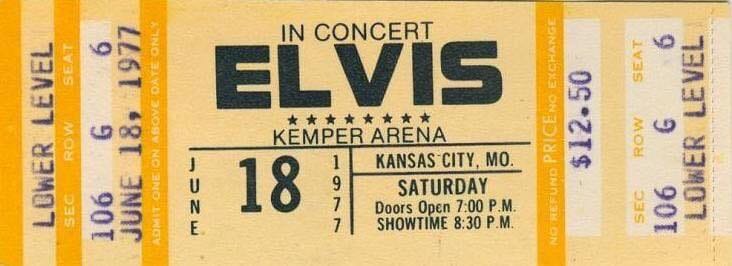 LOWER LEVEL
SEC ROW SEAT
106 G 6
JUNE 18, 1977
ADMIT ONE ON ABOVE DATE ONLY
IN CONCERT
ELVIS
★★★★★★★★
KEMPER ARENA
JUNE
18
1977
KANSAS CITY, MO.
SATURDAY
Doors Open 7:00 P.M.
SHOWTIME 8:30 P.M.
NO REFUND PRICE NO EXCHANGE
$12.50
SEC ROW SEAT
106 G 6
LOWER LEVEL